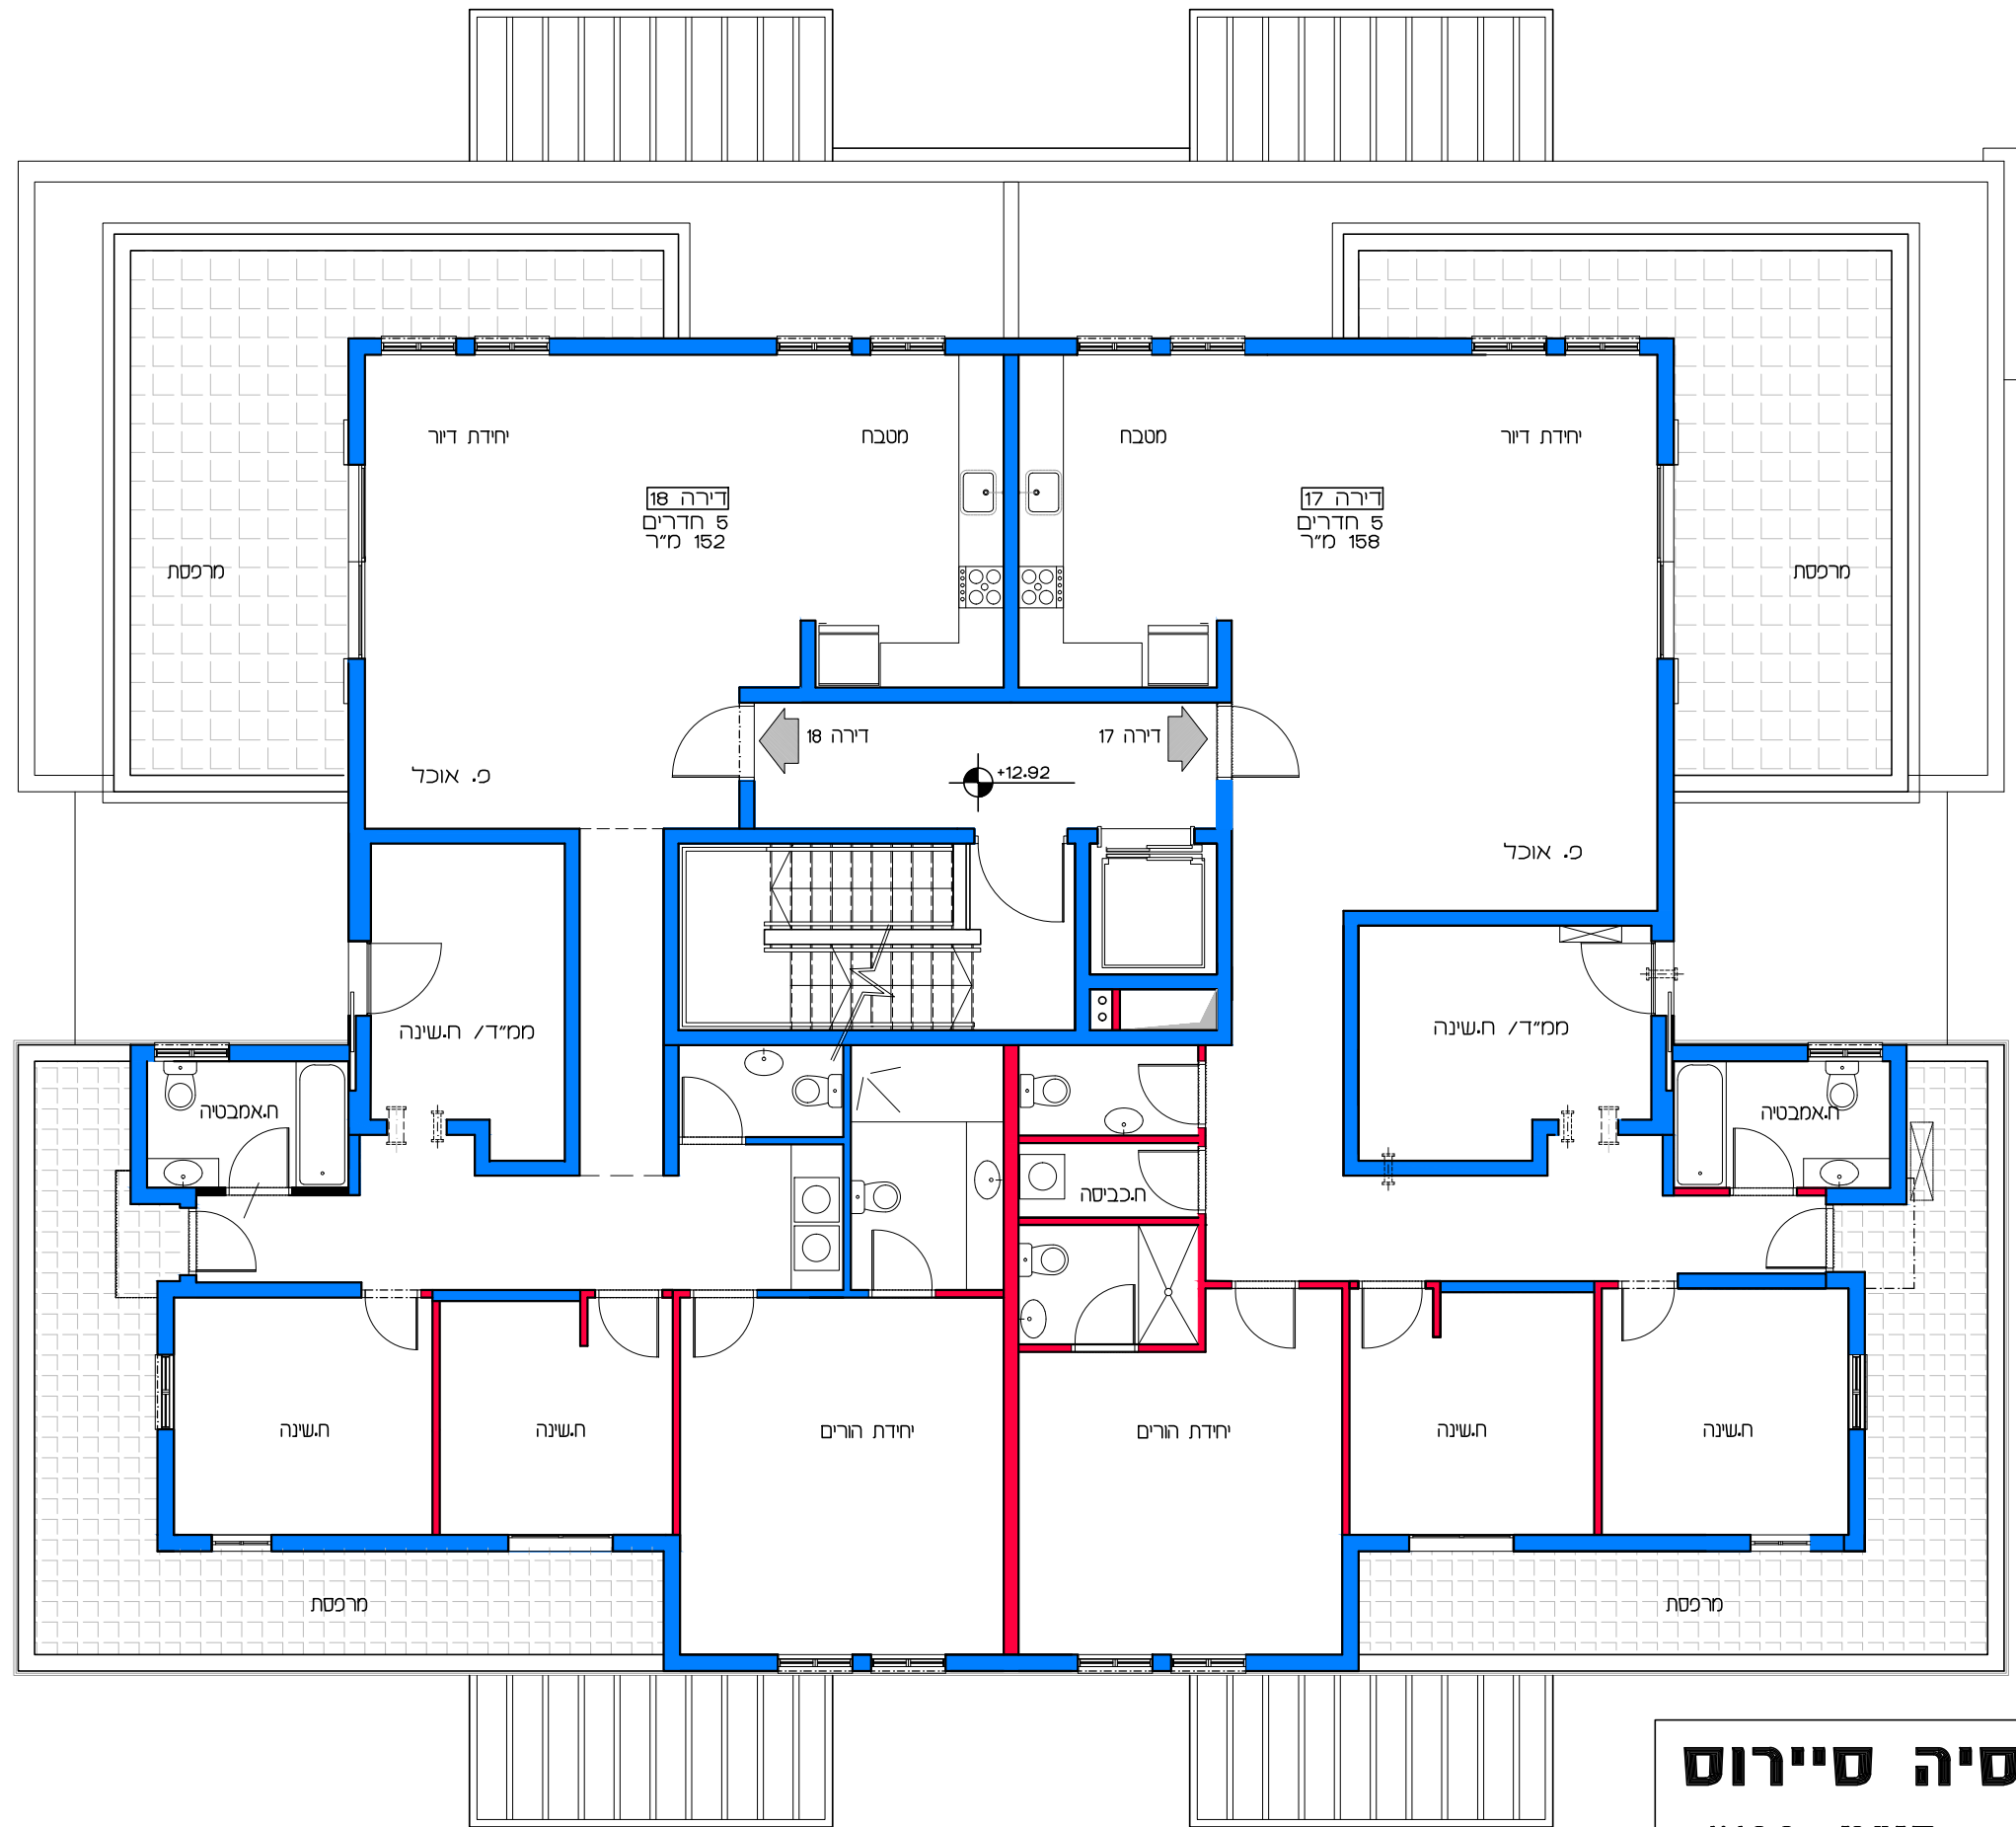 יחידת דיור
מטבח
מטבח
יחידת דיור
דירה 18
5 חדרים
152 מ"ר
דירה 17
5 חדרים
158 מ"ר
מרפסת
מרפסת
דירה 18
דירה 17
+12.92
פ. אוכל
פ. אוכל
ממ"ד/ ח.שינה
ממ"ד/ ח.שינה
ח.אמבטיה
ח.אמבטיה
ח.כביסה
ח.שינה
ח.שינה
יחידת הורים
יחידת הורים
ח.שינה
ח.שינה
מרפסת
מרפסת
סיה סיירוס